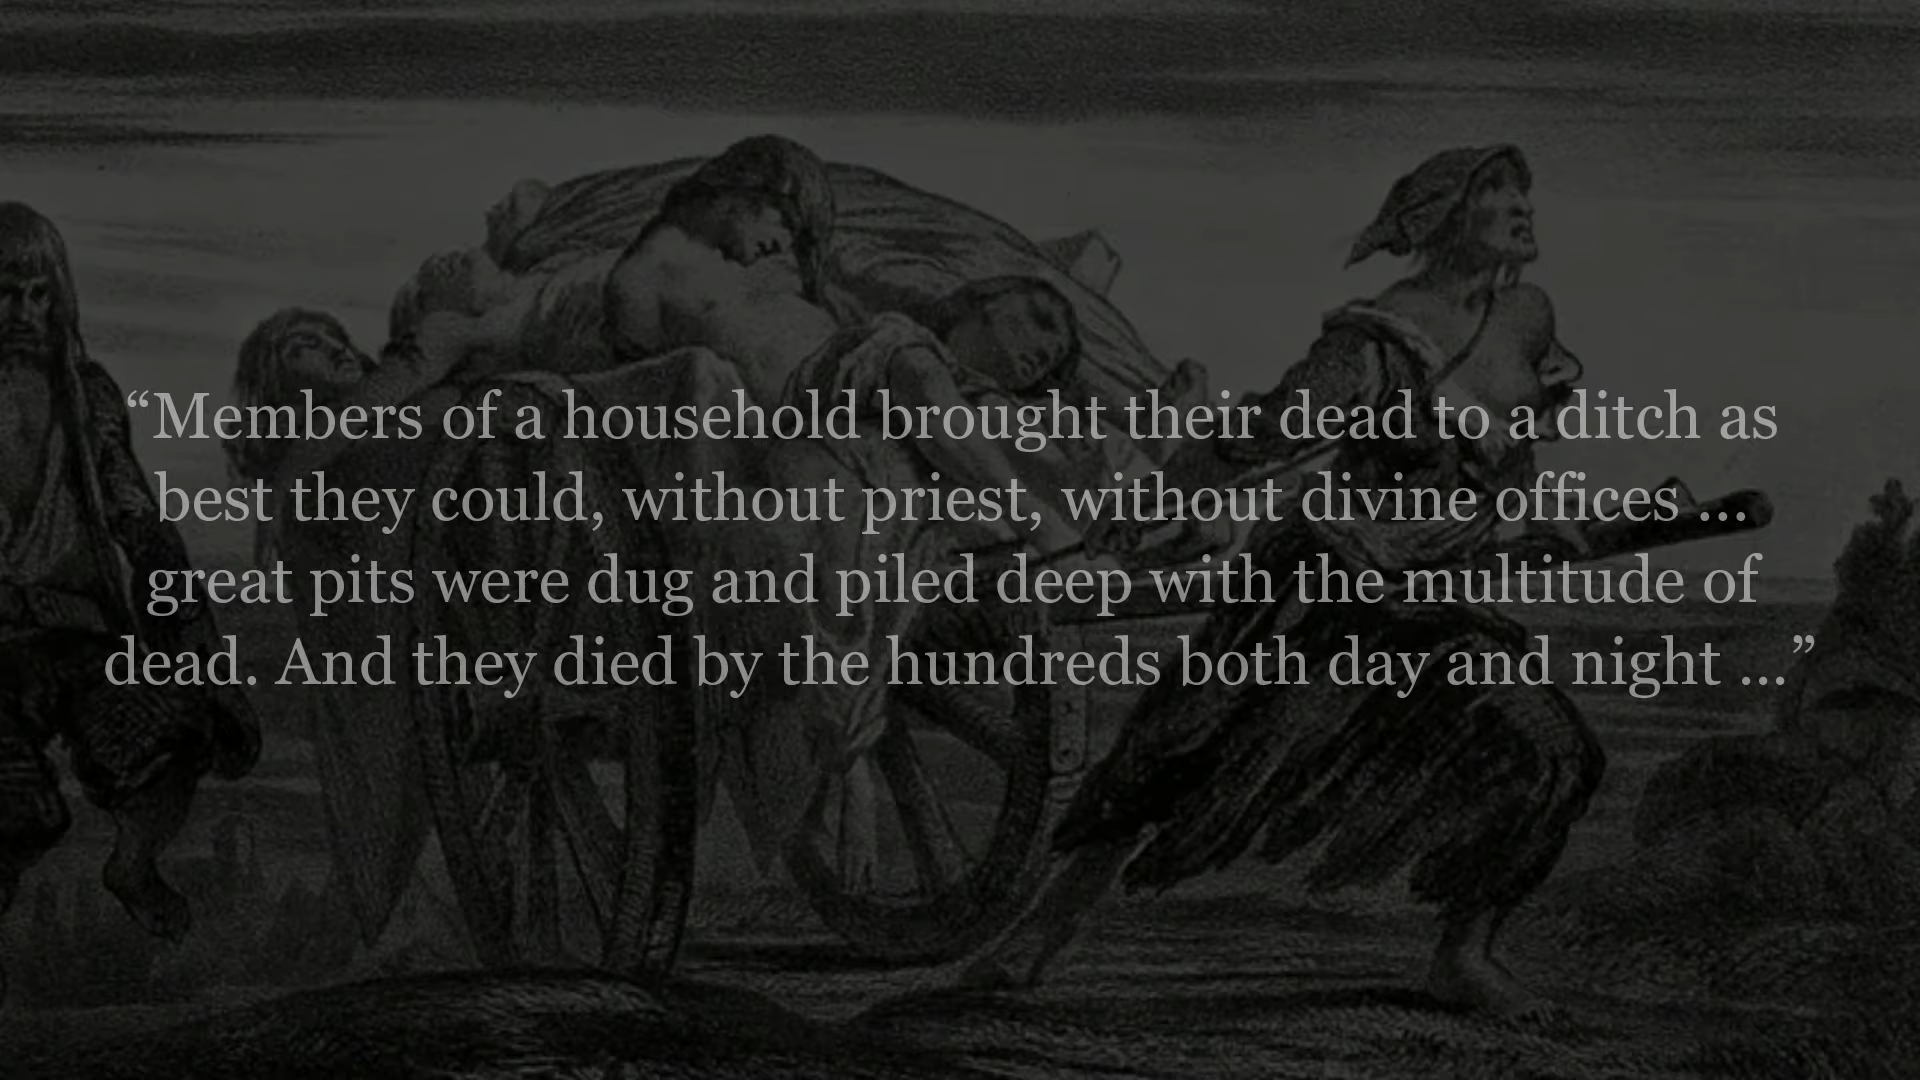 “Members of a household brought their dead to a ditch as
best they could, without priest, without divine offices ...
great pits were dug and piled deep with the multitude of
dead. And they died by the hundreds both day and night ...”